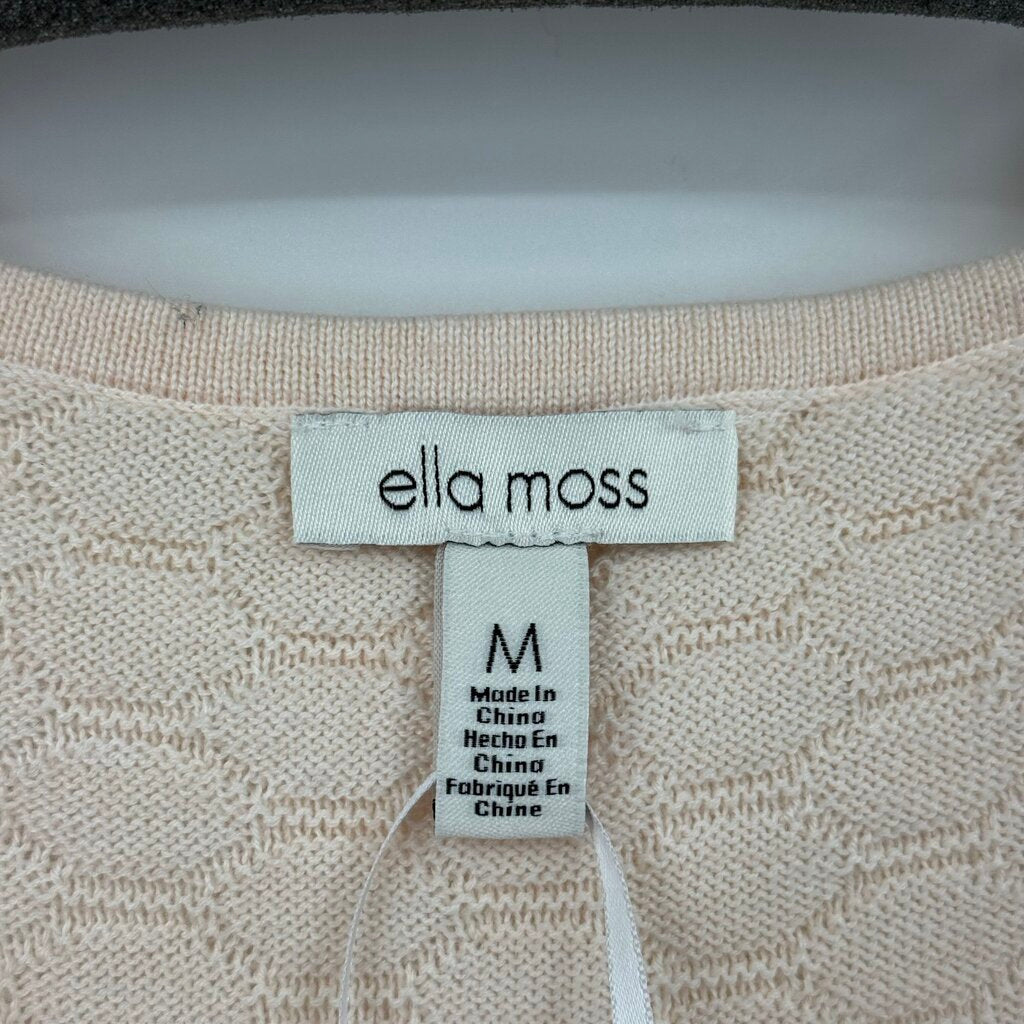 ella moss
M
Made In
China
Hecho En
China
Fabriqué En
Chine